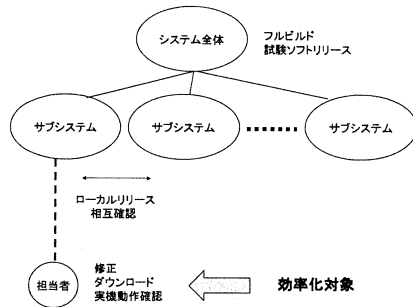 システム全体
フルビルド
試験ソフトリリース
サブシステム
サブシステム
サブシステム
ローカルリリース
相互確認
担当者
修正
ダウンロード
実機動作確認
効率化対象